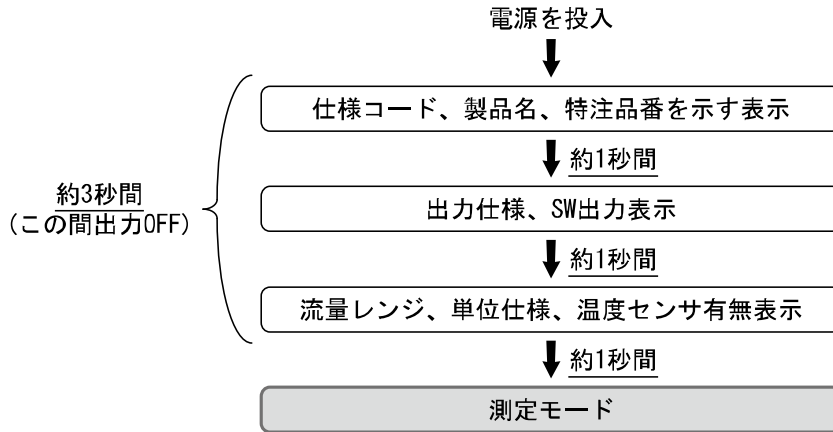 電源を投入
仕様コード、製品名、特注品番を示す表示
約1秒間
約3秒間
(この間出力OFF)
出力仕様、SW出力表示
約1秒間
流量レンジ、単位仕様、温度センサ有無表示
約1秒間
測定モード